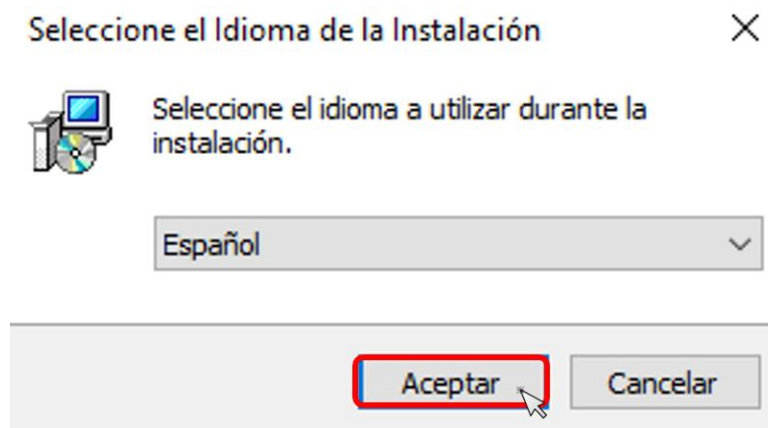 Seleccione el Idioma de la Instalación
Seleccione el idioma a utilizar durante la
instalación.
Español
Aceptar Cancelar